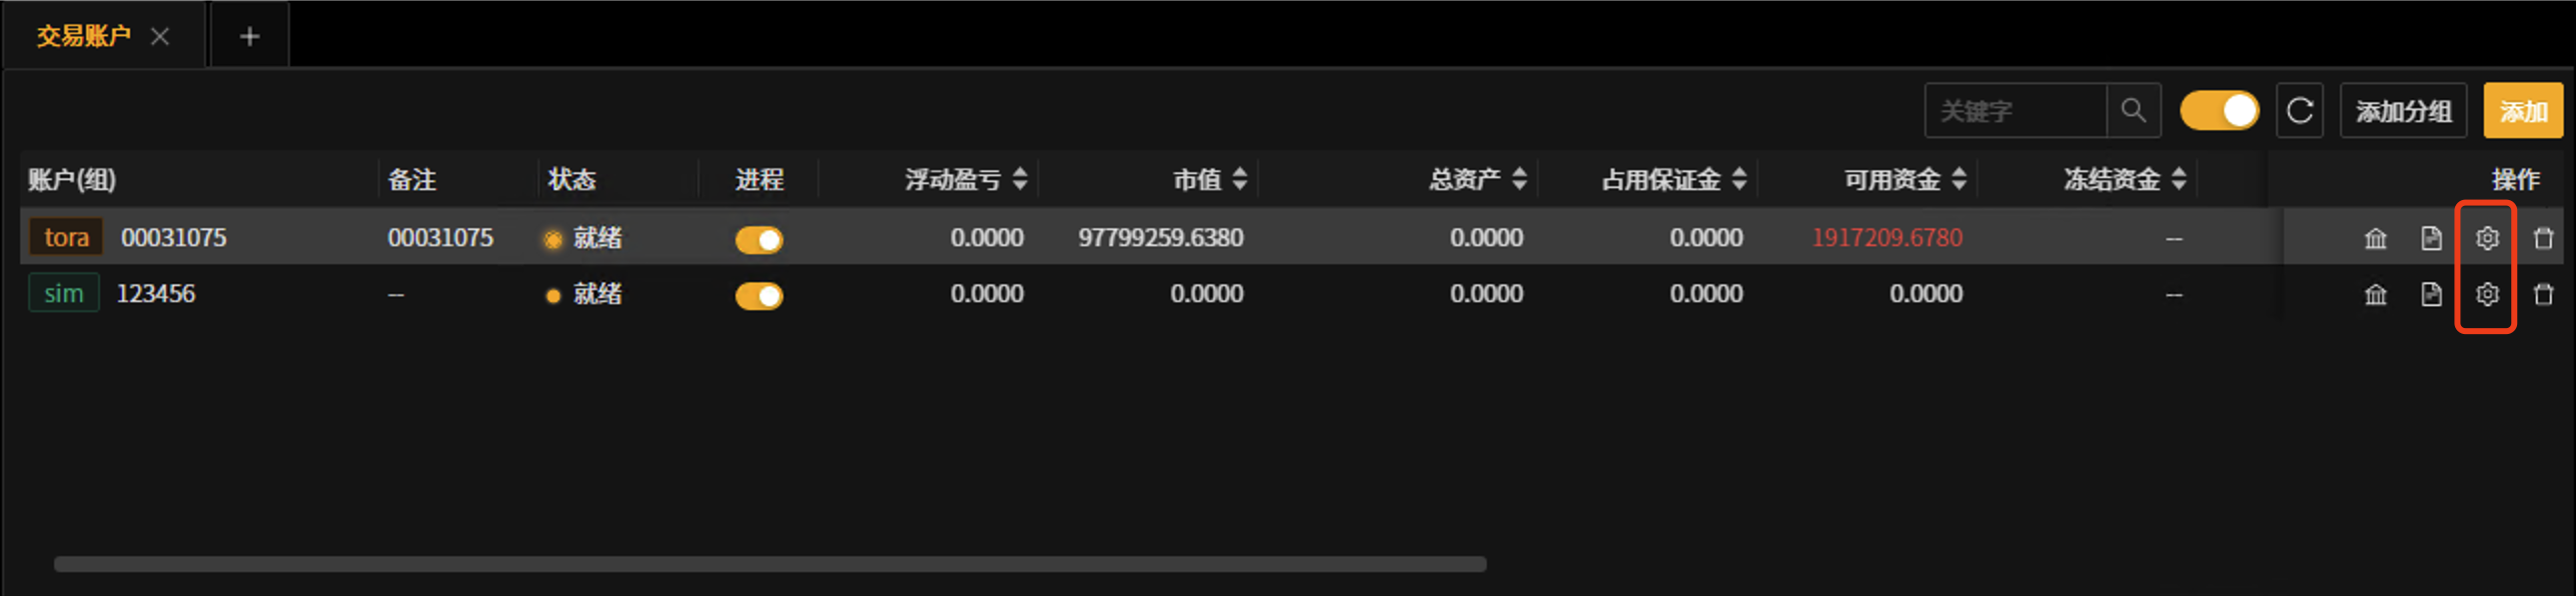 交易账户
关键字 添加分组 添加
账户(组) 备注 状态 进程 浮动盈亏 市值 总资产 占用保证金 可用资金 冻结资金 操作
tora 00031075 00031075 就绪 0.0000 97799259.6380 0.0000 0.0000 1917209.6780 --
sim 123456 -- 就绪 0.0000 0.0000 0.0000 0.0000 0.0000 --